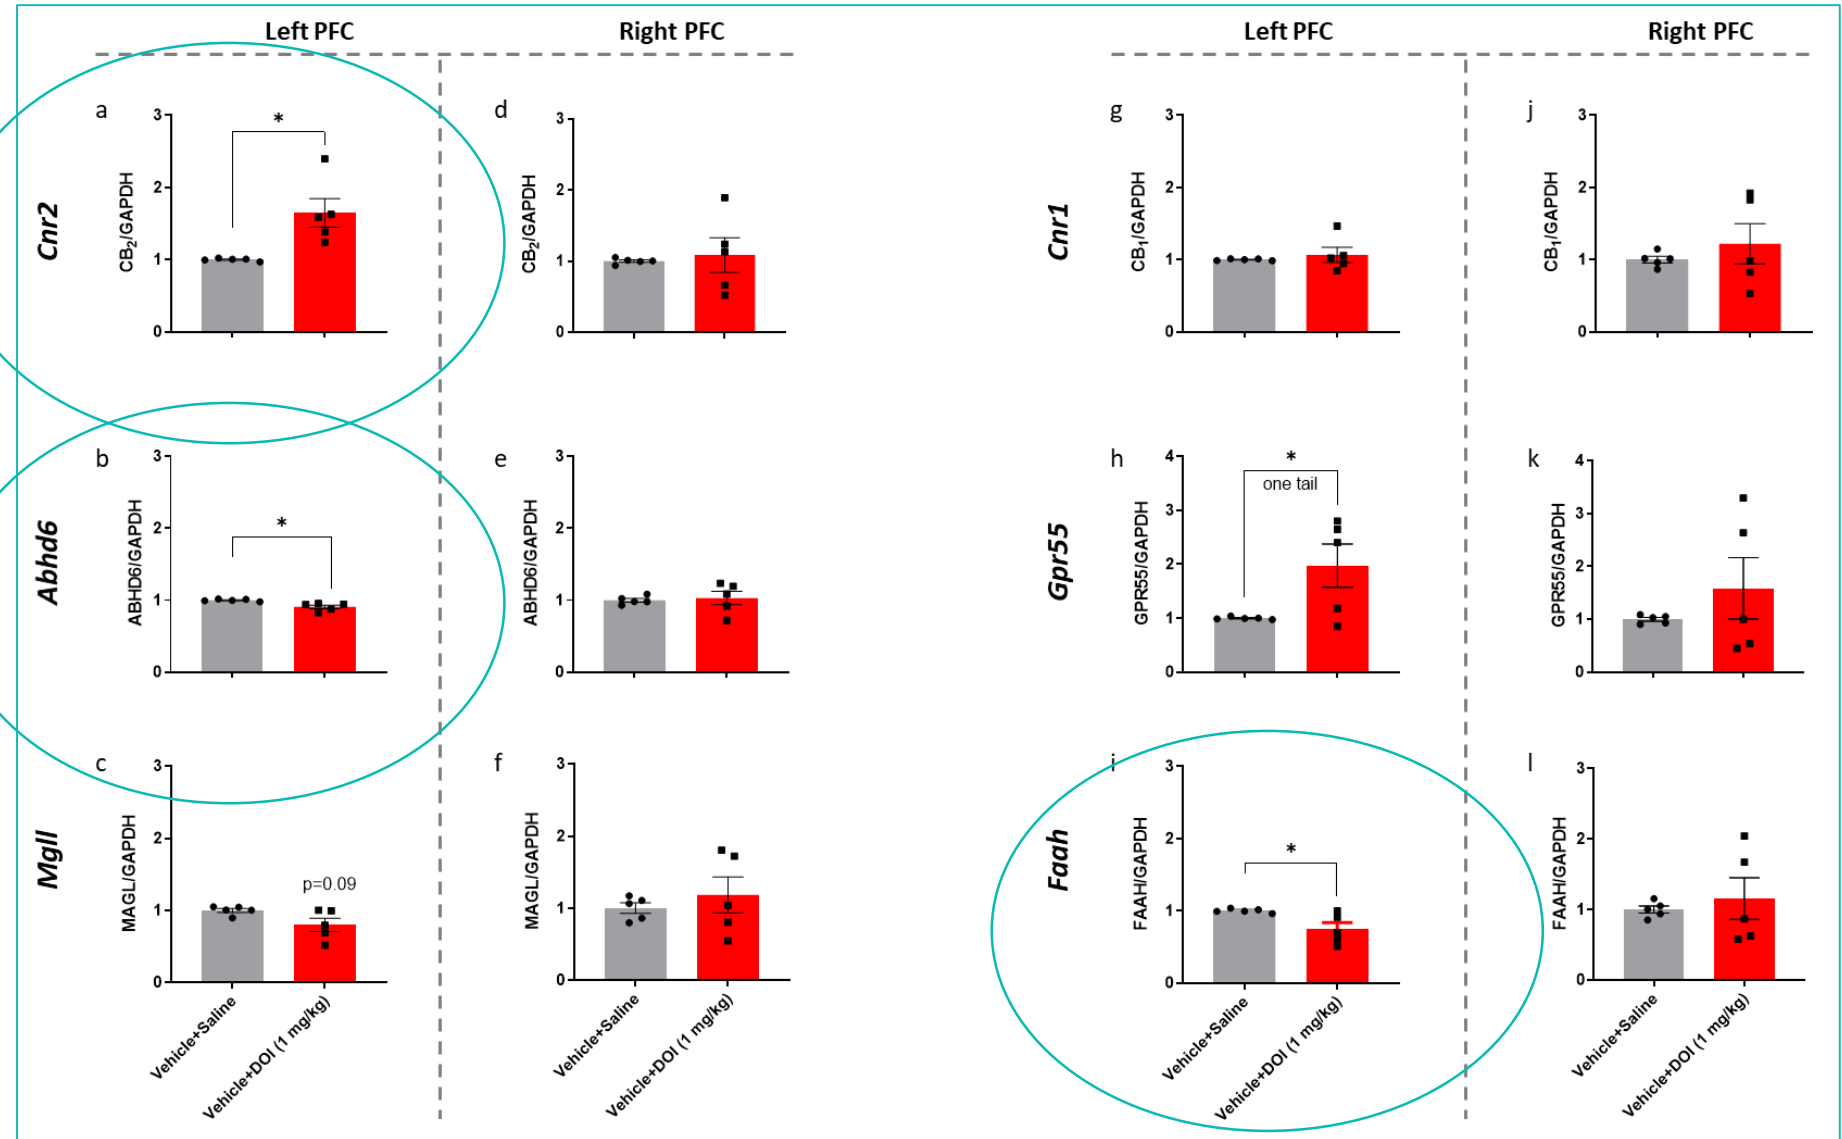 Left PFC
Right PFC
Left PFC
Right PFC
a
d
g
j
Cnr2
CB2/GAPDH
3
2
1
0
*
CB2/GAPDH
3
2
1
0
Cnr1
CB1/GAPDH
3
2
1
0
CB1/GAPDH
3
2
1
0
b
e
h
k
Abhd6
ABHD6/GAPDH
3
2
1
0
*
ABHD6/GAPDH
3
2
1
0
Gpr55
GPR55/GAPDH
4
3
2
1
0
*
one tail
GPR55/GAPDH
4
3
2
1
0
c
f
i
l
Mgll
MAGL/GAPDH
3
2
1
0
p=0.09
MAGL/GAPDH
3
2
1
0
Faah
FAAH/GAPDH
3
2
1
0
*
FAAH/GAPDH
3
2
1
0
Vehicle+Saline
Vehicle+DOI (1 mg/kg)
Vehicle+Saline
Vehicle+DOI (1 mg/kg)
Vehicle+Saline
Vehicle+DOI (1 mg/kg)
Vehicle+Saline
Vehicle+DOI (1 mg/kg)